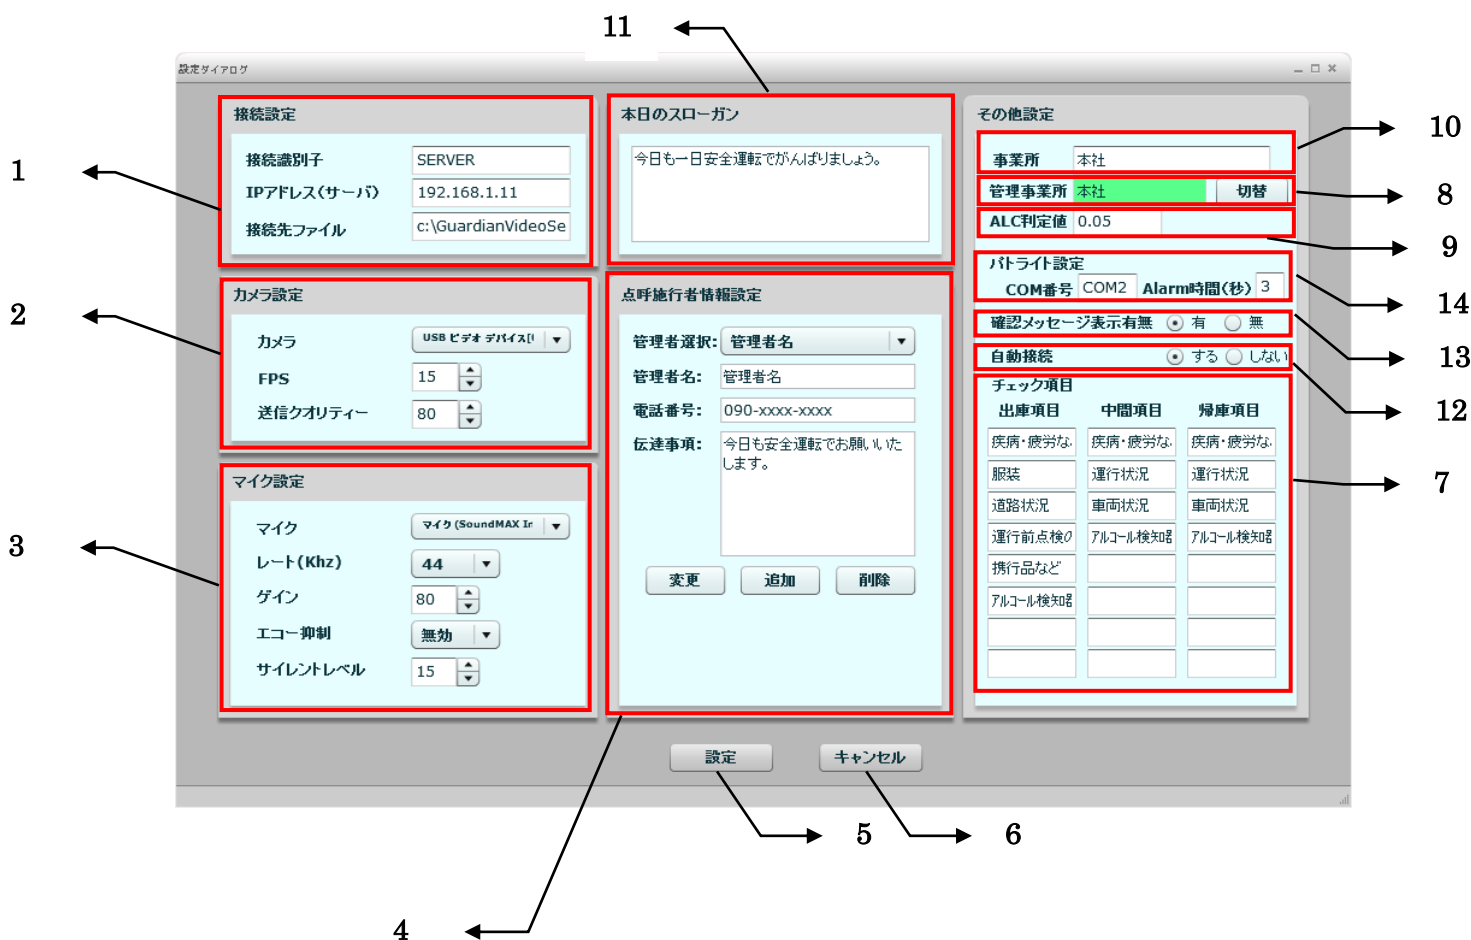 11
設定ダイアログ
接続設定
接続識別子 SERVER
IPアドレス(サーバ) 192.168.1.11
接続先ファイル c:\GuardianVideoSe
1
カメラ設定
カメラ USB ビデオ デバイス[
FPS 15
送信クオリティー 80
2
マイク設定
マイク マイク (SoundMAX In
レート(Khz) 44
ゲイン 80
エコー抑制 無効
サイレントレベル 15
3
本日のスローガン
今日も一日安全運転でがんばりましょう。
点呼施行者情報設定
管理者選択: 管理者名
管理者名: 管理者名
電話番号: 090-xxxx-xxxx
伝達事項: 今日も安全運転でお願いいた
します。
変更 追加 削除
4
その他設定
事業所 本社
10
管理事業所 本社 切替
8
ALC判定値 0.05
9
パトライト設定
COM番号 COM2 Alarm時間(秒) 3
14
確認メッセージ表示有無 有 無
13
自動接続 する しない
12
チェック項目
出庫項目 中間項目 帰庫項目
疾病・疲労な 疾病・疲労な 疾病・疲労な
服装 運行状況 運行状況
道路状況 車両状況 車両状況
運行前点検の アルコール検知器 アルコール検知器
携行品など
アルコール検知器
7
設定 キャンセル
5 6